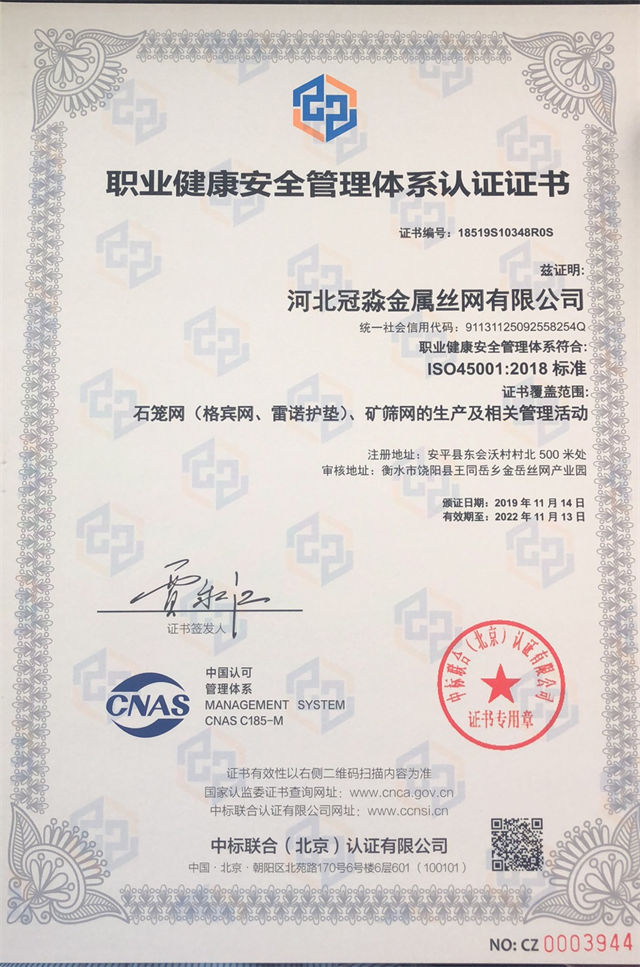 职业健康安全管理体系认证证书
证书编号：18519S10348R0S
兹证明:
河北冠淼金属丝网有限公司
统一社会信用代码：91131125092558254Q
职业健康安全管理体系符合:
ISO45001:2018 标准
证书覆盖范围:
石笼网（格宾网、雷诺护垫）、矿筛网的生产及相关管理活动
注册地址：安平县东会沃村村北 500 米处
审核地址：衡水市饶阳县王同岳乡金岳丝网产业园
颁证日期：2019 年 11 月 14 日
有效期至：2022 年 11 月 13 日
证书签发人
中标联合（北京）认证有限公司
证书专用章
CNAS
中国认可
管理体系
MANAGEMENT SYSTEM
CNAS C185-M
证书有效性以右侧二维码扫描内容为准
国家认监委证书查询网址：www.cnca.gov.cn
中标联合认证有限公司网址：www.ccnsi.cn
中标联合（北京）认证有限公司
中国·北京·朝阳区北苑路170号6号楼6层601（100101）
NO: CZ 0003944